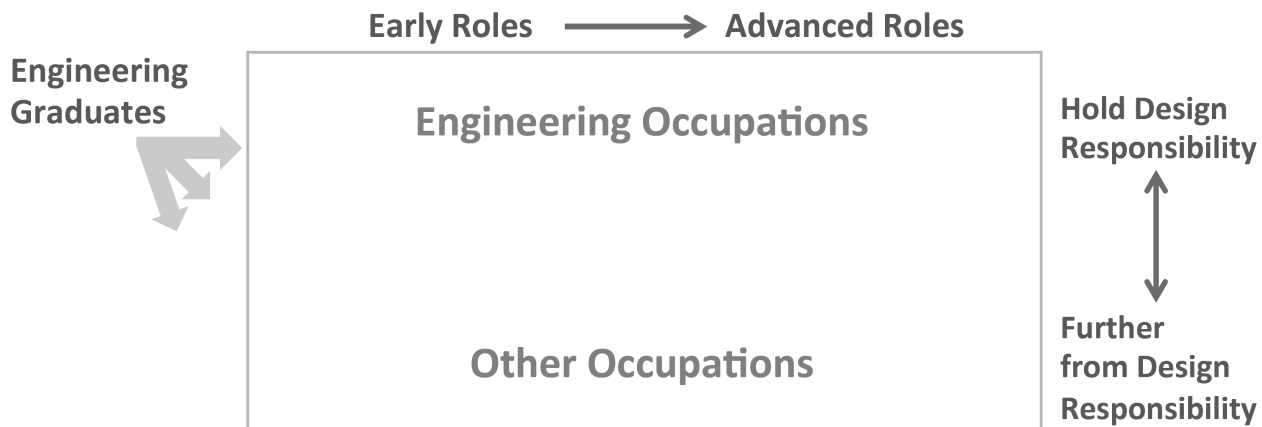 Early Roles
Advanced Roles
Engineering
Graduates
Engineering Occupations
Hold Design
Responsibility
Other Occupations
Further
from Design
Responsibility